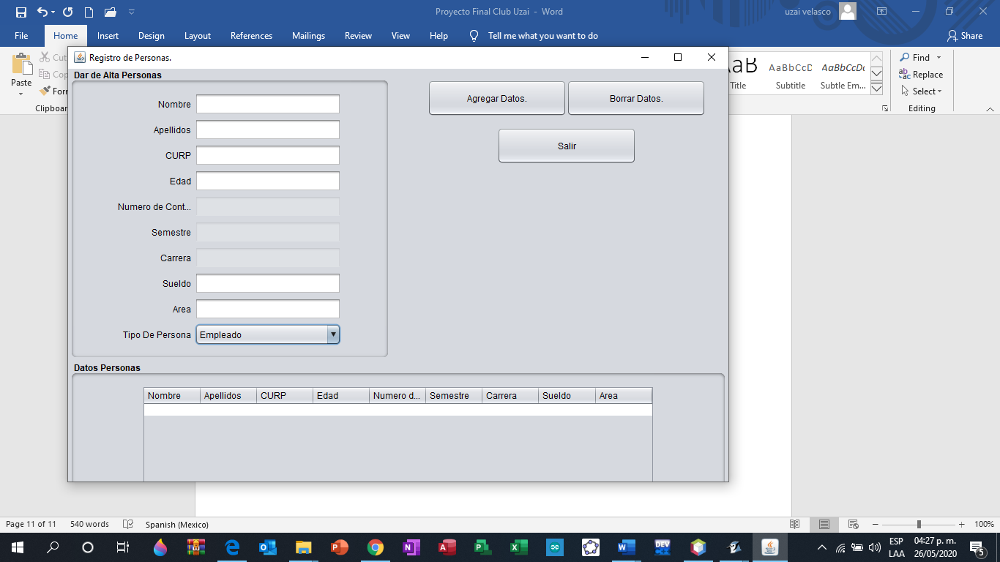 Proyecto Final Club Uzai - Word
uzai velasco
File Home Insert Design Layout References Mailings Review View Help Tell me what you want to do Share
Paste
Cut
Cop
Form
Clipboar
Registro de Personas.
Dar de Alta Personas
Nombre
Apellidos
CURP
Edad
Numero de Cont...
Semestre
Carrera
Sueldo
Area
Tipo De Persona Empleado
Agregar Datos. Borrar Datos.
Salir
Datos Personas
Nombre Apellidos CURP Edad Numero d... Semestre Carrera Sueldo Area
AaB AaBbCcD AaBbCcDc
Title Subtitle Subtle Em...
Find
Replace
Select
Editing
Page 11 of 11 540 words Spanish (Mexico) 100%
DEV
C++
ESP
LAA
04:27 p. m.
26/05/2020
5